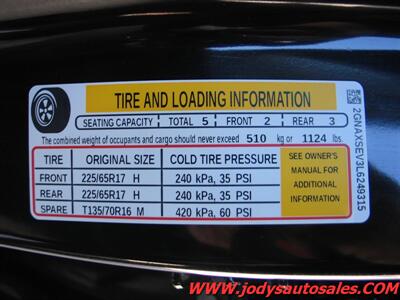 TIRE AND LOADING INFORMATION
SEATING CAPACITY TOTAL 5 FRONT 2 REAR 3
The combined weight of occupants and cargo should never exceed 510 kg or 1124 lbs.
TIRE ORIGINAL SIZE COLD TIRE PRESSURE
FRONT 225/65R17 H 240 kPa, 35 PSI
REAR 225/65R17 H 240 kPa, 35 PSI
SPARE T135/70R16 M 420 kPa, 60 PSI
SEE OWNER'S
MANUAL FOR
ADDITIONAL
INFORMATION
2GNAXSEV3L6249315
WWW.jodysautosales.COM